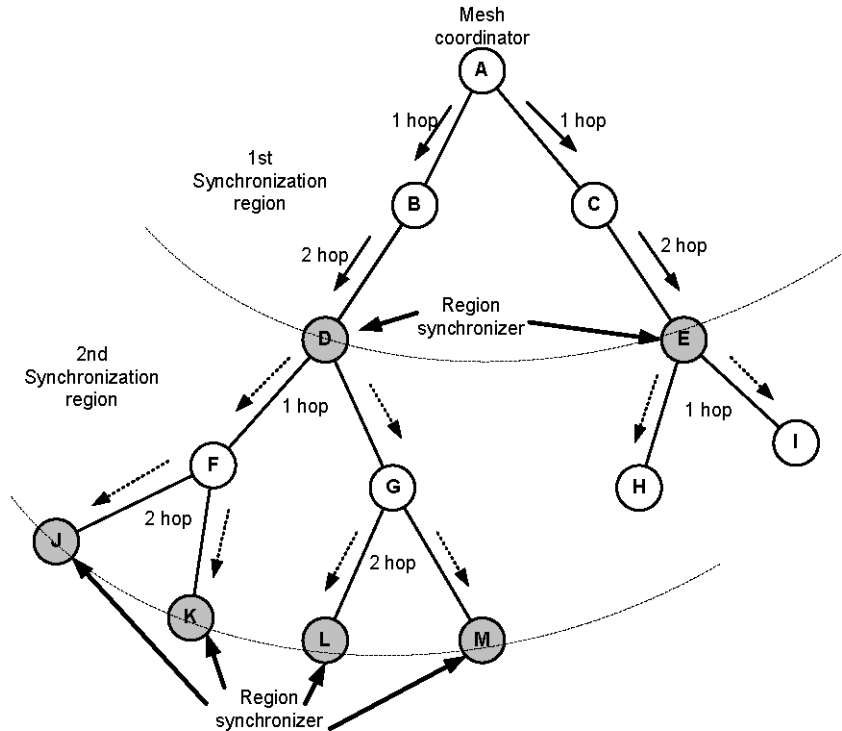 Mesh
coordinator
A
1 hop
1 hop
1st
Synchronization
region
B
C
2 hop
2 hop
Region
synchronizer
D
E
2nd
Synchronization
region
1 hop
1 hop
F
G
H
I
J
2 hop
2 hop
K
L
M
Region
synchronizer